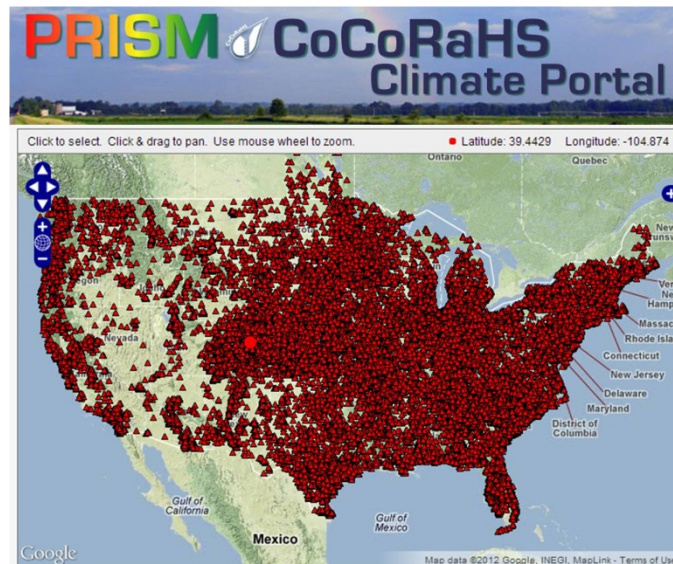 PRISM CoCoRaHS
Climate Portal
Click to select. Click & drag to pan. Use mouse wheel to zoom. Latitude: 39.4429 Longitude: -104.874
Ontario
Quebec
Nevada
Massac
Rhode Isla
Connecticut
New Jersey
Delaware
Maryland
District of
Columbia
Gulf of
California
Gulf of
Mexico
Mexico
Google
Map data ©2012 Google, INEGI, MapLink - Terms of Use